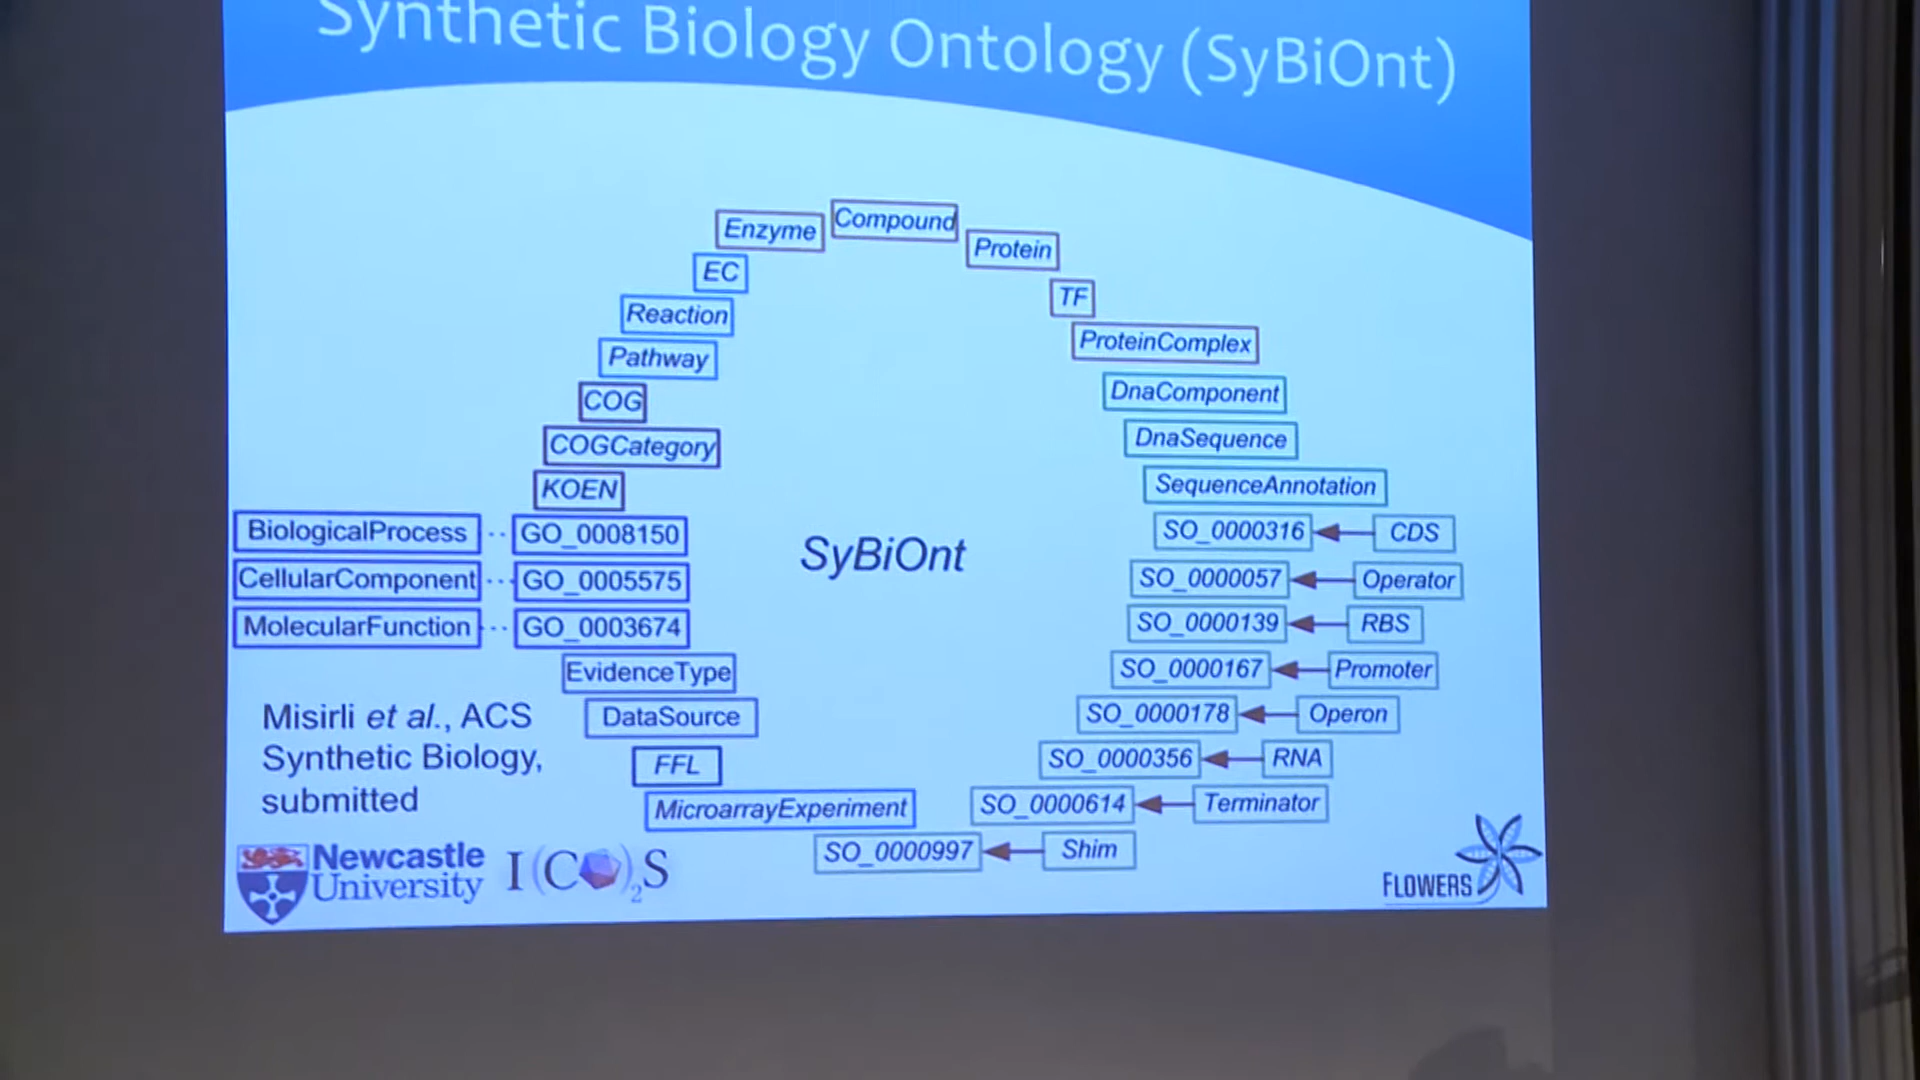 Synthetic Biology Ontology (SyBiOnt)
Enzyme
Compound
Protein
EC
TF
Reaction
ProteinComplex
Pathway
DnaComponent
COG
DnaSequence
COGCategory
SequenceAnnotation
KOEN
BiologicalProcess
GO_0008150
SO_0000316
CDS
SyBiOnt
CellularComponent
GO_0005575
SO_0000057
Operator
MolecularFunction
GO_0003674
SO_0000139
RBS
EvidenceType
SO_0000167
Promoter
DataSource
SO_0000178
Operon
FFL
SO_0000356
RNA
MicroarrayExperiment
SO_0000614
Terminator
SO_0000997
Shim
Misirli et al., ACS
Synthetic Biology,
submitted
Newcastle
University
I(CO)2S
FLOWERS